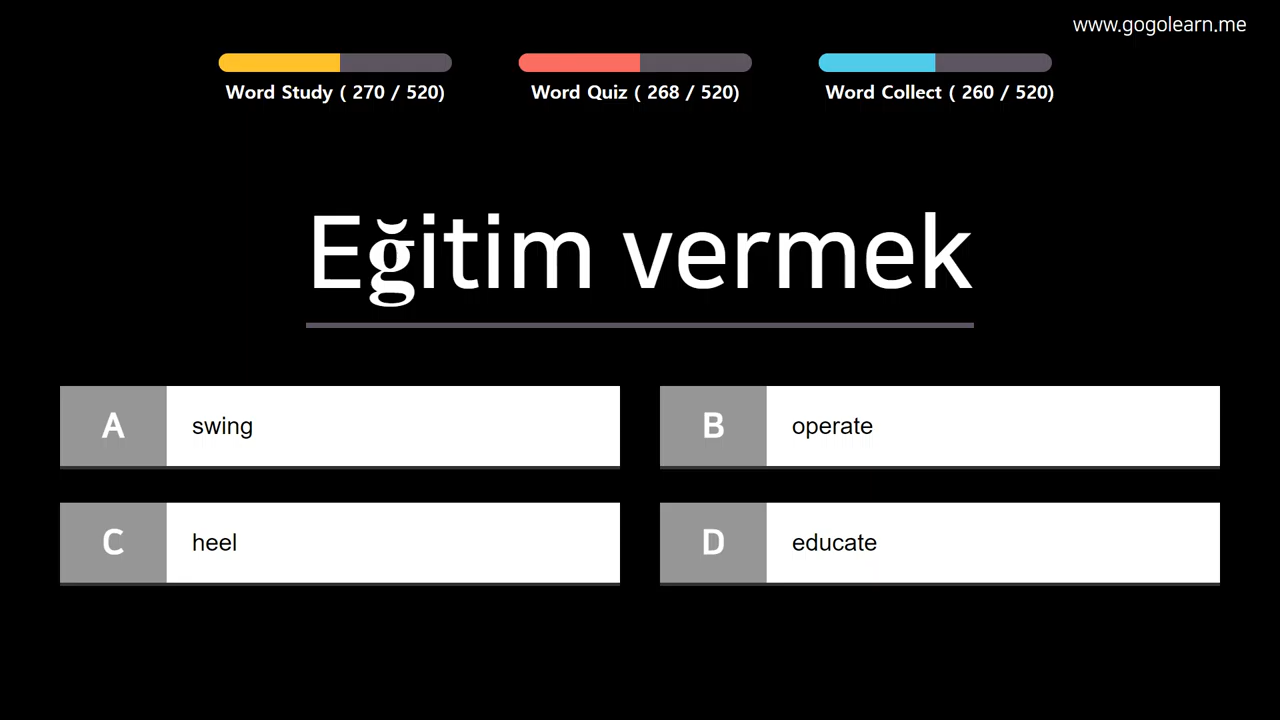 www.gogolearn.me
Word Study ( 270 / 520)
Word Quiz ( 268 / 520)
Word Collect ( 260 / 520)
Eğitim vermek
A swing
B operate
C heel
D educate